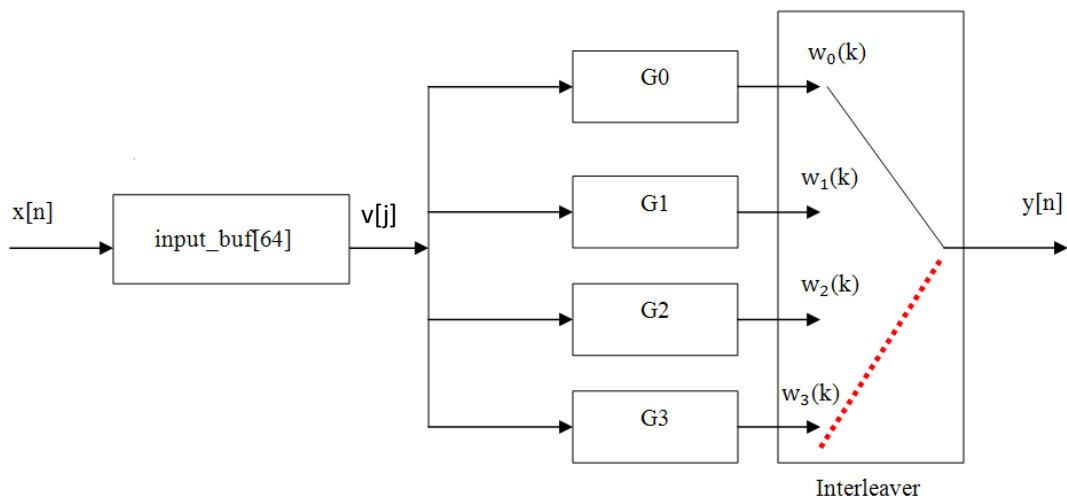 x[n]
input_buf[64]
v[j]
G0
G1
G2
G3
w₀(k)
w₁(k)
w₂(k)
w₃(k)
y[n]
Interleaver